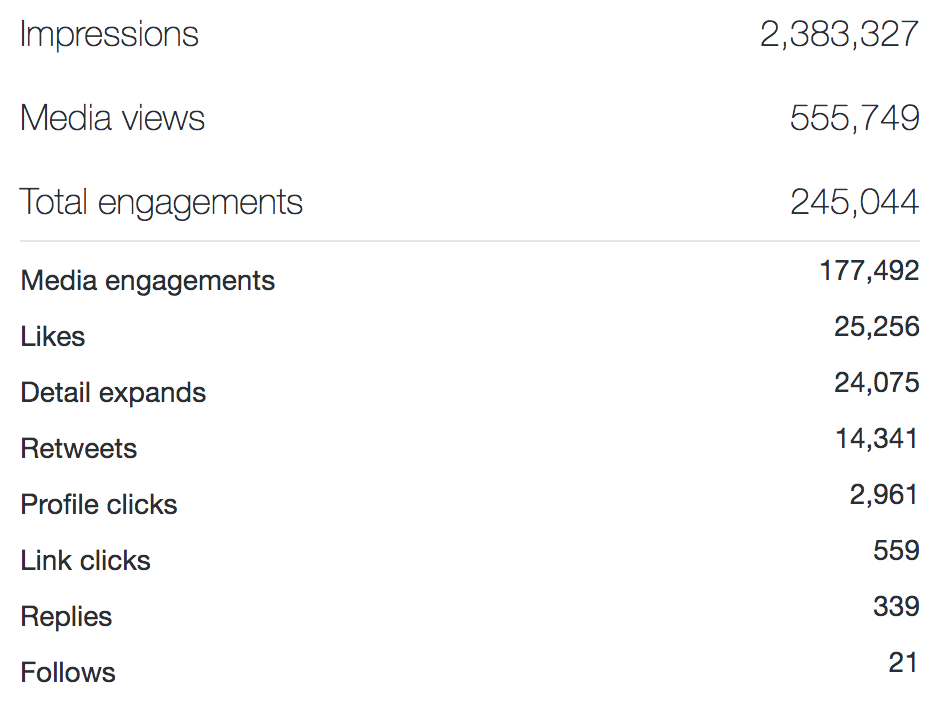 Impressions 2,383,327
Media views 555,749
Total engagements 245,044
Media engagements 177,492
Likes 25,256
Detail expands 24,075
Retweets 14,341
Profile clicks 2,961
Link clicks 559
Replies 339
Follows 21